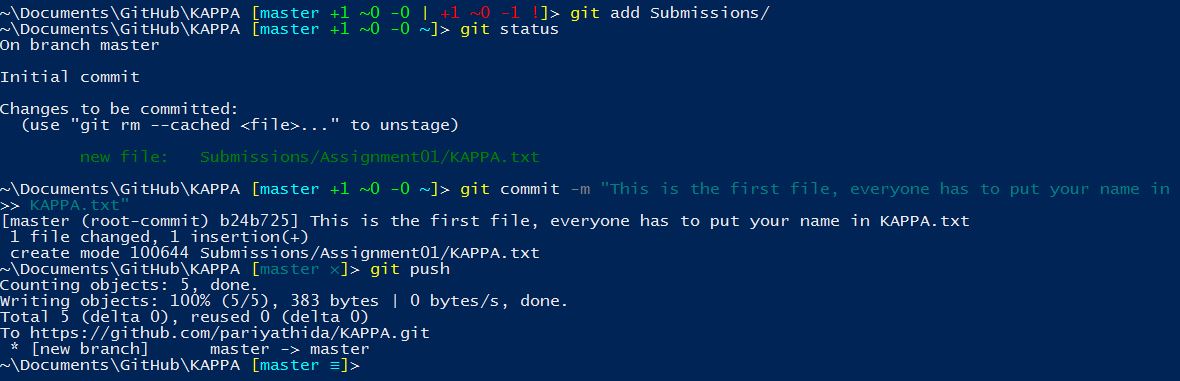 ~\Documents\GitHub\KAPPA [master +1 ~0 -0 | +1 ~0 -1 !]> git add Submissions/
~\Documents\GitHub\KAPPA [master +1 ~0 -0 ~]> git status
On branch master
Initial commit
Changes to be committed:
  (use "git rm --cached <file>..." to unstage)
        new file:   Submissions/Assignment01/KAPPA.txt
~\Documents\GitHub\KAPPA [master +1 ~0 -0 ~]> git commit -m "This is the first file, everyone has to put your name in
>> KAPPA.txt"
[master (root-commit) b24b725] This is the first file, everyone has to put your name in KAPPA.txt
 1 file changed, 1 insertion(+)
 create mode 100644 Submissions/Assignment01/KAPPA.txt
~\Documents\GitHub\KAPPA [master ×]> git push
Counting objects: 5, done.
Writing objects: 100% (5/5), 383 bytes | 0 bytes/s, done.
Total 5 (delta 0), reused 0 (delta 0)
To https://github.com/pariyathida/KAPPA.git
 * [new branch]      master -> master
~\Documents\GitHub\KAPPA [master ≡]>